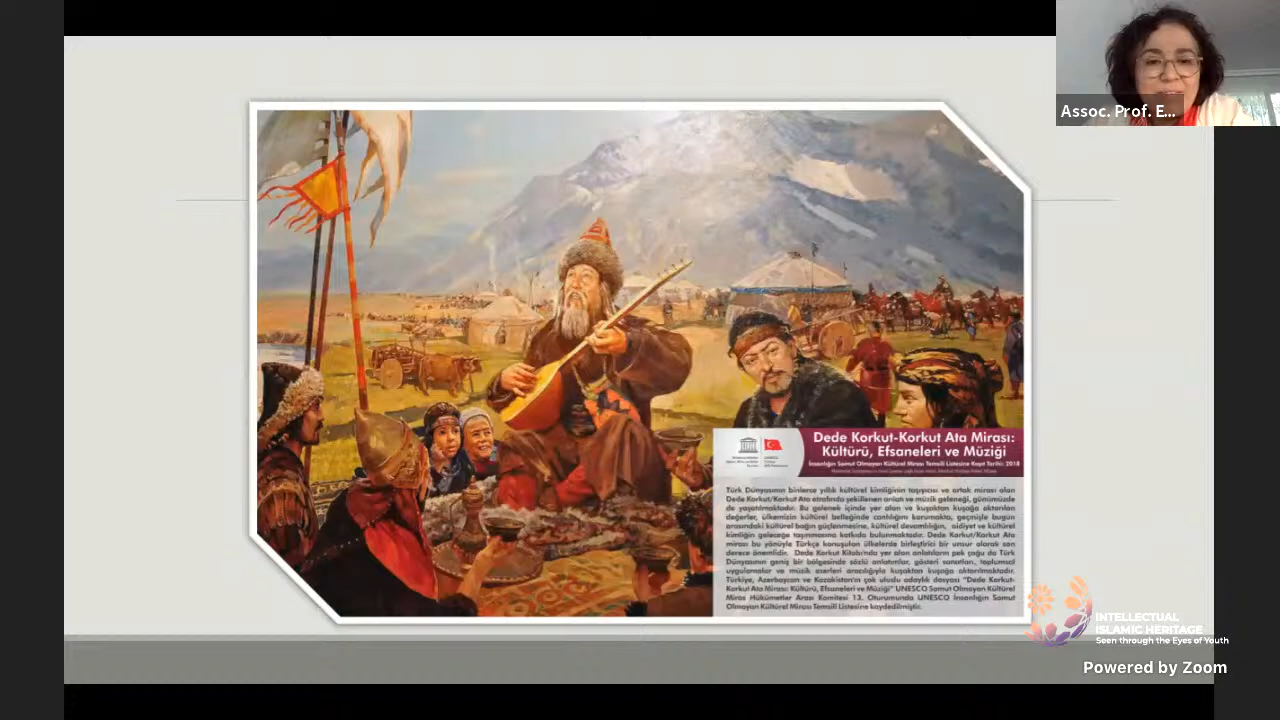 Assoc. Prof. E...
Dede Korkut-Korkut Ata Mirası:
Kültürü, Efsaneleri ve Müziği
İnsanlığın Somut Olmayan Kültürel Mirası Temsili Listesine Kayıt Tarihi: 2018
Türk Dünyasının binlerce yıllık kültürel kimliğinin taşıyıcısı ve ortak mirası olan
Dede Korkut/Korkut Ata etrafında şekillenen anlatı ve müzik geleneği, günümüzde
de yaşatılmaktadır. Bu gelenek içinde yer alan ve kuşaktan kuşağa aktarılan
değerler, ülkemizin kültürel belleğinde canlılığını korumakta, geçmişle bugün
arasındaki kültürel bağın güçlenmesine, kültürel devamlılığın, aidiyet ve kültürel
kimliğin geleceğe taşınmasına katkıda bulunmaktadır. Dede Korkut/Korkut Ata
mirası bu yönüyle Türkçe konuşulan ülkelerde birleştirici bir unsur olarak son
derece önemlidir. Dede Korkut Kitabı'nda yer alan anlatıların pek çoğu da Türk
Dünyasının geniş bir bölgesinde sözlü anlatımlar, gösteri sanatları, toplumsal
uygulamalar ve müzik eserleri aracılığıyla kuşaktan kuşağa aktarılmaktadır.
Türkiye, Azerbaycan ve Kazakistan'ın çok uluslu adaylık dosyası "Dede Korkut-
Korkut Ata Mirası: Kültürü, Efsaneleri ve Müziği" UNESCO Somut Olmayan Kültürel
Miras Hükümetler Arası Komitesi 13. Oturumunda UNESCO İnsanlığın Somut
Olmayan Kültürel Mirası Temsili Listesine kaydedilmiştir.
INTELLECTUAL
ISLAMIC HERITAGE
Seen through the Eyes of Youth
Powered by Zoom